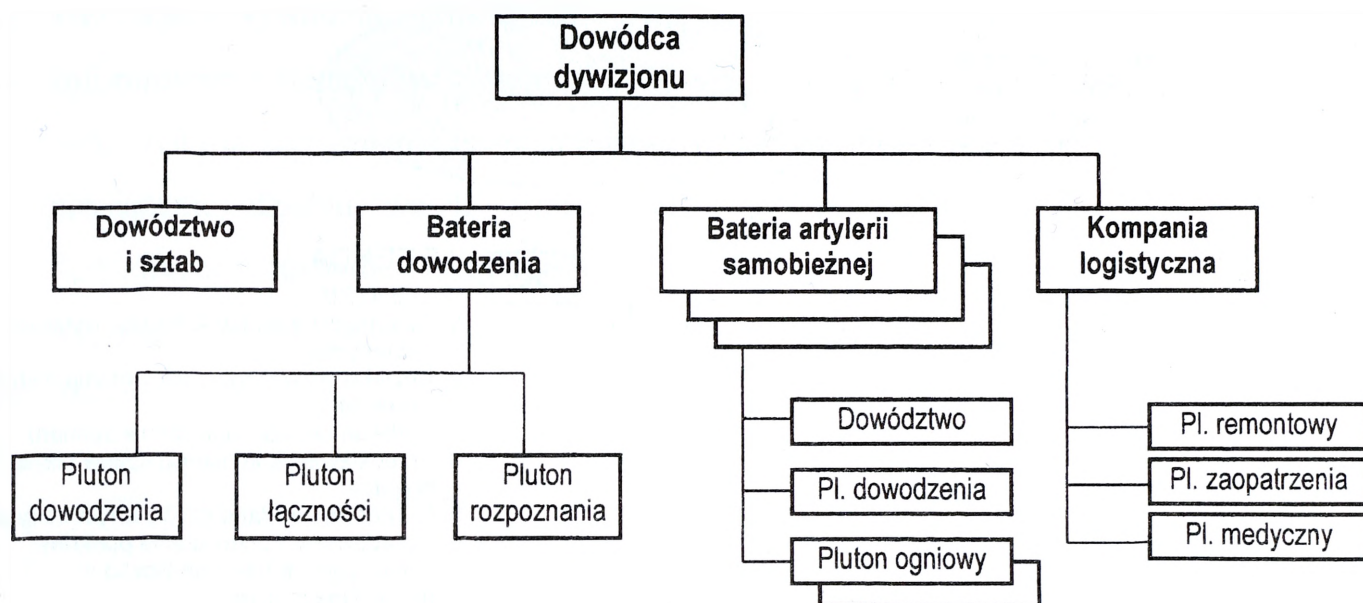 Dowódca
dywizjonu
Dowództwo
i sztab
Bateria
dowodzenia
Bateria artylerii
samobieżnej
Kompania
logistyczna
Pluton
dowodzenia
Pluton
łączności
Pluton
rozpoznania
Dowództwo
Pl. dowodzenia
Pluton ogniowy
Pl. remontowy
Pl. zaopatrzenia
Pl. medyczny